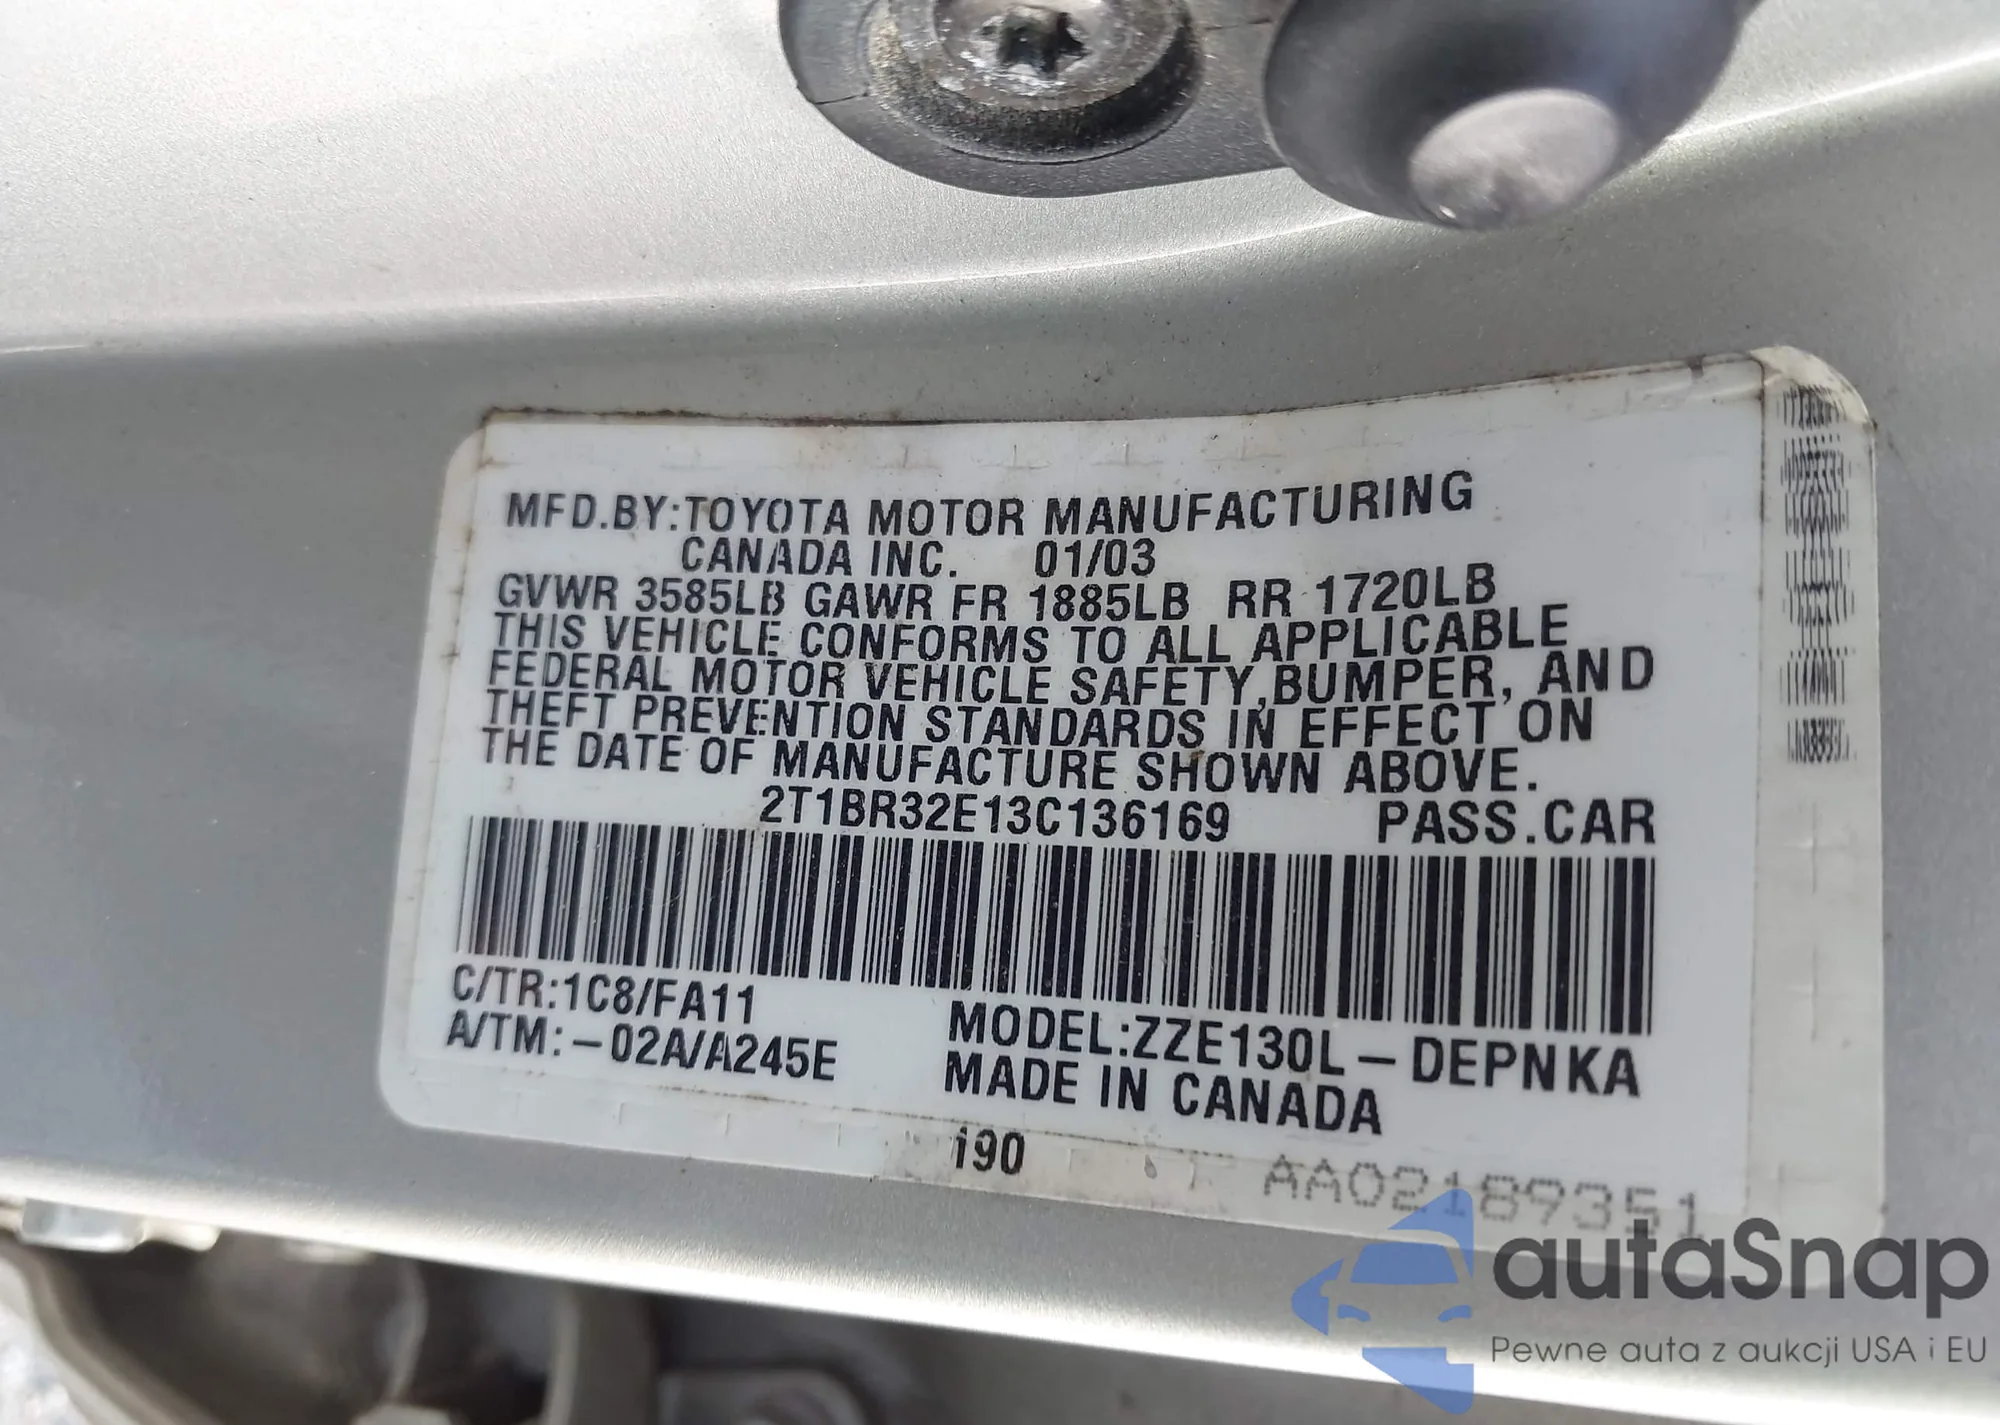 MFD.BY:TOYOTA MOTOR MANUFACTURING
CANADA INC. 01/03
GVWR 3585LB GAWR FR 1885LB RR 1720LB
THIS VEHICLE CONFORMS TO ALL APPLICABLE
FEDERAL MOTOR VEHICLE SAFETY,BUMPER, AND
THEFT PREVENTION STANDARDS IN EFFECT ON
THE DATE OF MANUFACTURE SHOWN ABOVE.
2T1BR32E13C136169 PASS.CAR
C/TR:1C8/FA11
A/TM:-02A/A245E
MODEL:ZZE130L-DEPNKA
MADE IN CANADA
i90
AA02189351
autaSnap
Pewne auta z aukcji USA i EU